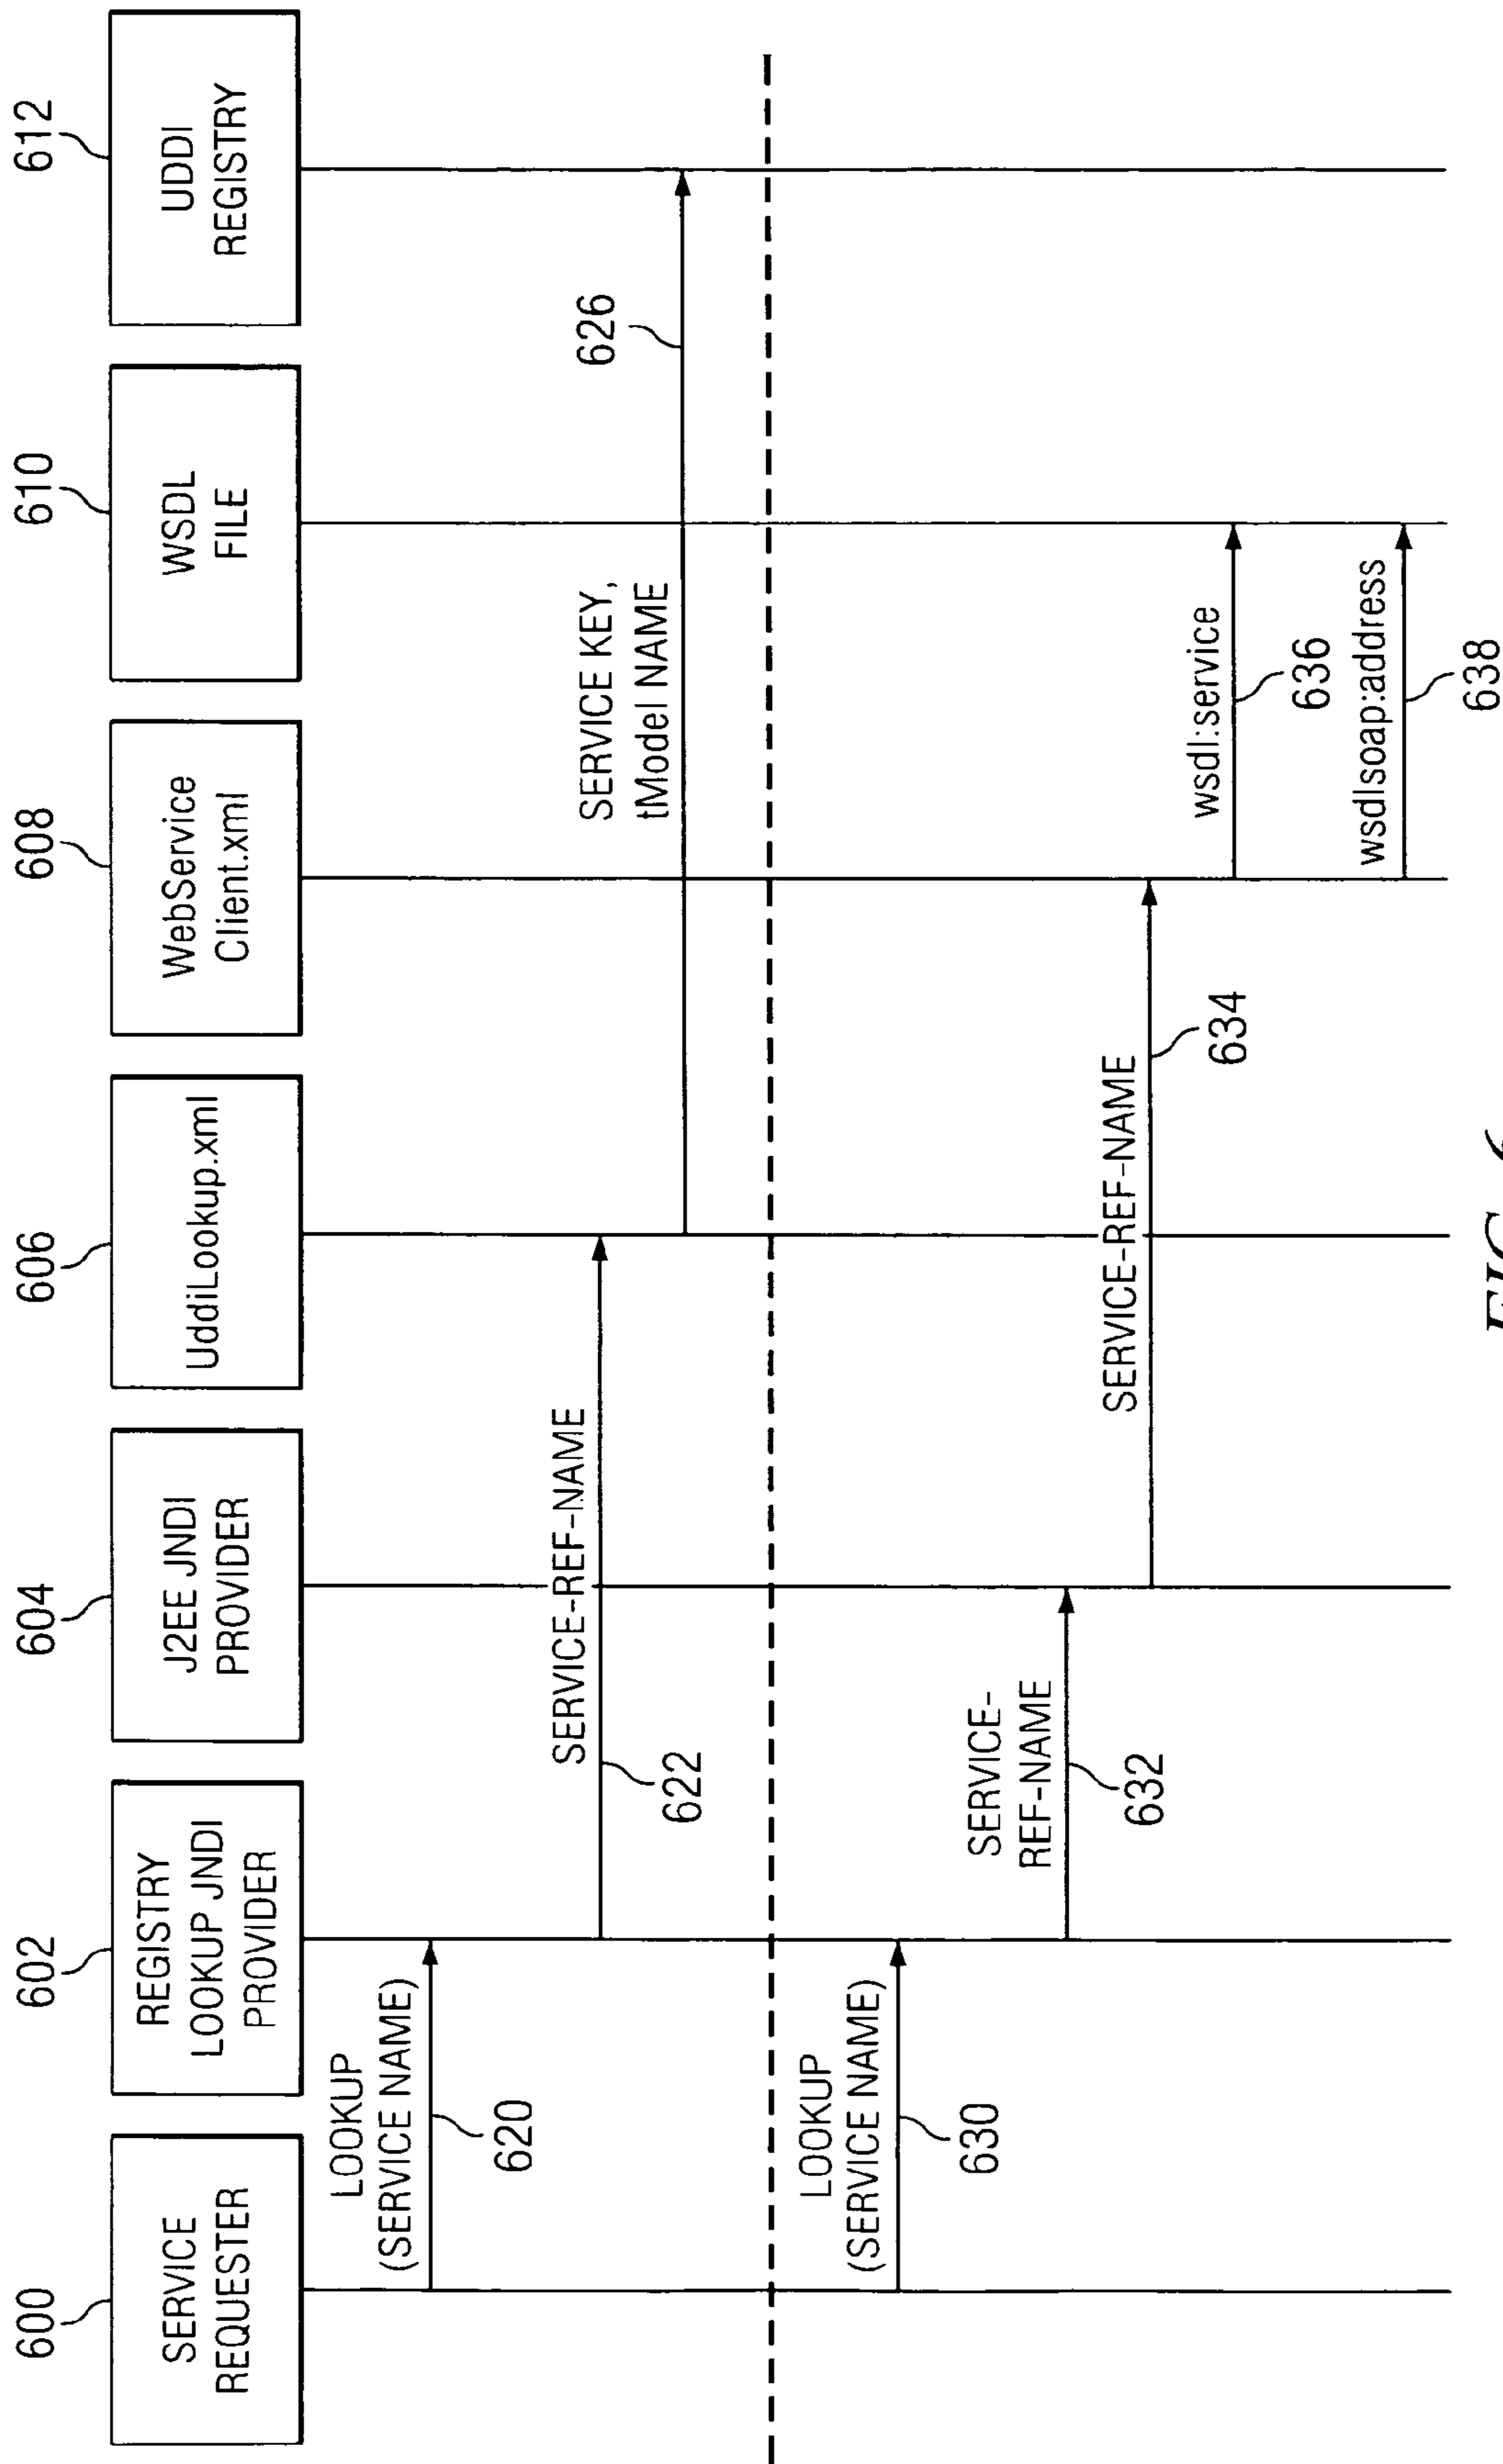 600
SERVICE
REQUESTER
602
REGISTRY
LOOKUP JNDI
PROVIDER
604
J2EE JNDI
PROVIDER
606
UddiLookup.xml
608
WebService
Client.xml
610
WSDL
FILE
612
UDDI
REGISTRY
LOOKUP
(SERVICE NAME)
620
SERVICE-REF-NAME
622
SERVICE KEY,
tModel NAME
626
LOOKUP
(SERVICE NAME)
630
SERVICE-
REF-NAME
632
SERVICE-REF-NAME
634
wsdl:service
636
wsdlsoap:address
638